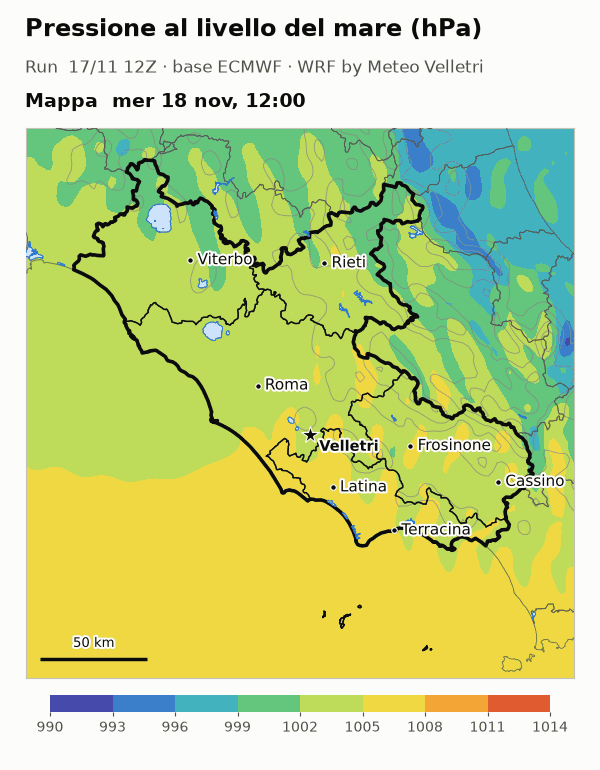 Pressione al livello del mare (hPa)
Run  17/11 12Z · base ECMWF · WRF by Meteo Velletri
Mappa  mer 18 nov, 12:00
Viterbo
Rieti
Roma
Velletri
Frosinone
Cassino
Latina
Terracina
50 km
990 993 996 999 1002 1005 1008 1011 1014